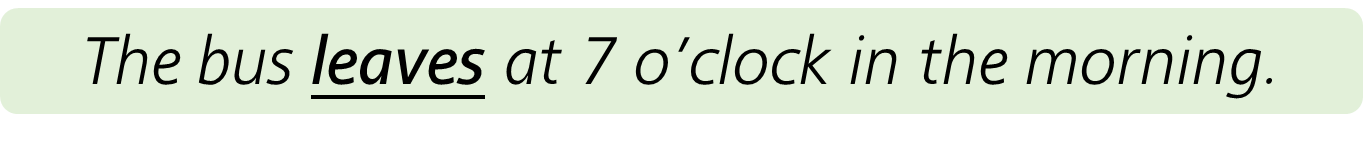 The bus leaves at 7 o’clock in the morning.